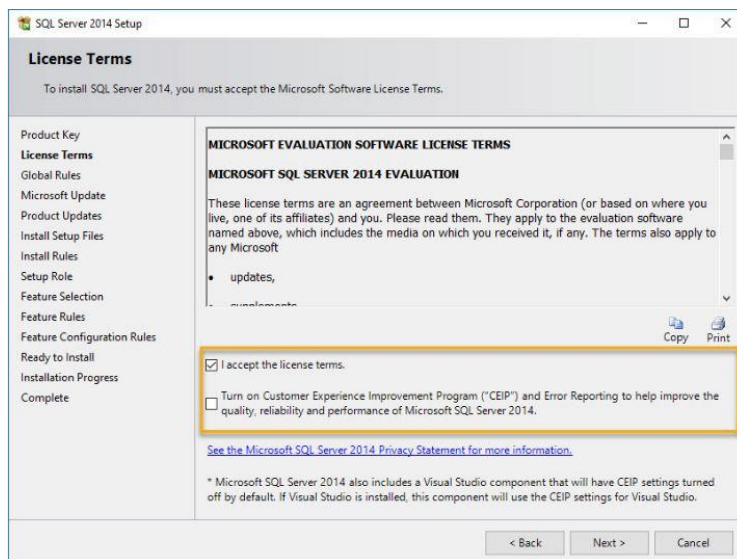 SQL Server 2014 Setup
License Terms
To install SQL Server 2014, you must accept the Microsoft Software License Terms.
Product Key
License Terms
Global Rules
Microsoft Update
Product Updates
Install Setup Files
Install Rules
Setup Role
Feature Selection
Feature Rules
Feature Configuration Rules
Ready to Install
Installation Progress
Complete
MICROSOFT EVALUATION SOFTWARE LICENSE TERMS
MICROSOFT SQL SERVER 2014 EVALUATION
These license terms are an agreement between Microsoft Corporation (or based on where you
live, one of its affiliates) and you. Please read them. They apply to the evaluation software
named above, which includes the media on which you received it, if any. The terms also apply to
any Microsoft
• updates,
• supplements
Copy Print
I accept the license terms.
Turn on Customer Experience Improvement Program ("CEIP") and Error Reporting to help improve the
quality, reliability and performance of Microsoft SQL Server 2014.
See the Microsoft SQL Server 2014 Privacy Statement for more information.
* Microsoft SQL Server 2014 also includes a Visual Studio component that will have CEIP settings turned
off by default. If Visual Studio is installed, this component will use the CEIP settings for Visual Studio.
< Back Next > Cancel